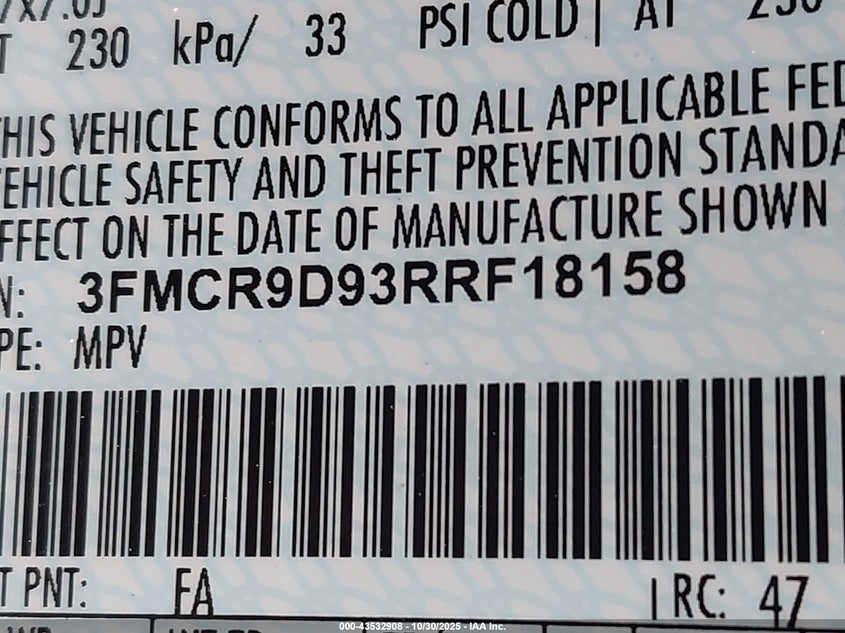 230 kPa/ 33 PSI COLD | AT
THIS VEHICLE CONFORMS TO ALL APPLICABLE FED
VEHICLE SAFETY AND THEFT PREVENTION STANDA
EFFECT ON THE DATE OF MANUFACTURE SHOWN
N: 3FMCR9D93RRF18158
PE: MPV
T PNT: FA RC: 47
000-43532908 - 10/30/2025 - IAA Inc.